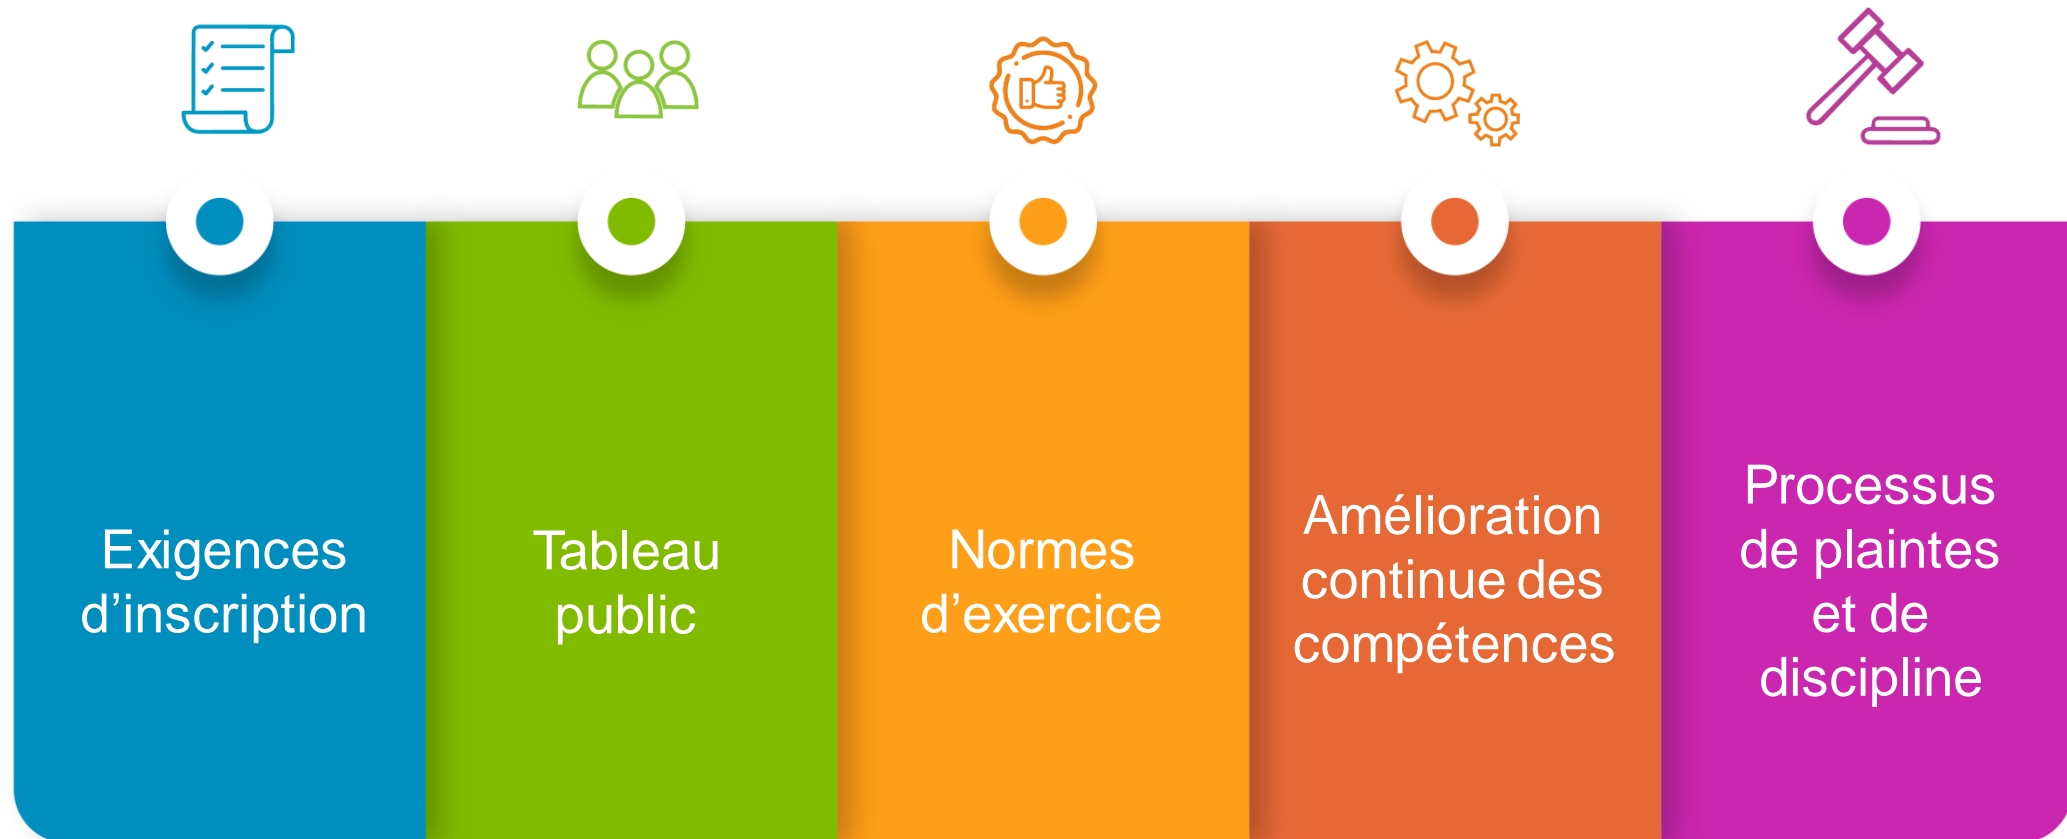 Exigences
d’inscription
Tableau
public
Normes
d’exercice
Amélioration
continue des
compétences
Processus
de plaintes
et de
discipline